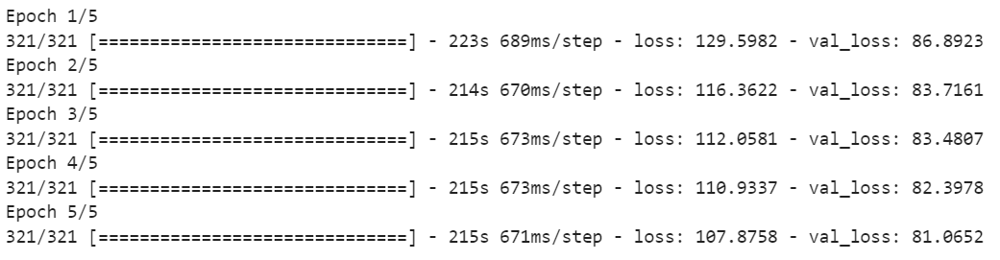 Epoch 1/5
321/321 [==============================] - 223s 689ms/step - loss: 129.5982 - val_loss: 86.8923
Epoch 2/5
321/321 [==============================] - 214s 670ms/step - loss: 116.3622 - val_loss: 83.7161
Epoch 3/5
321/321 [==============================] - 215s 673ms/step - loss: 112.0581 - val_loss: 83.4807
Epoch 4/5
321/321 [==============================] - 215s 673ms/step - loss: 110.9337 - val_loss: 82.3978
Epoch 5/5
321/321 [==============================] - 215s 671ms/step - loss: 107.8758 - val_loss: 81.0652